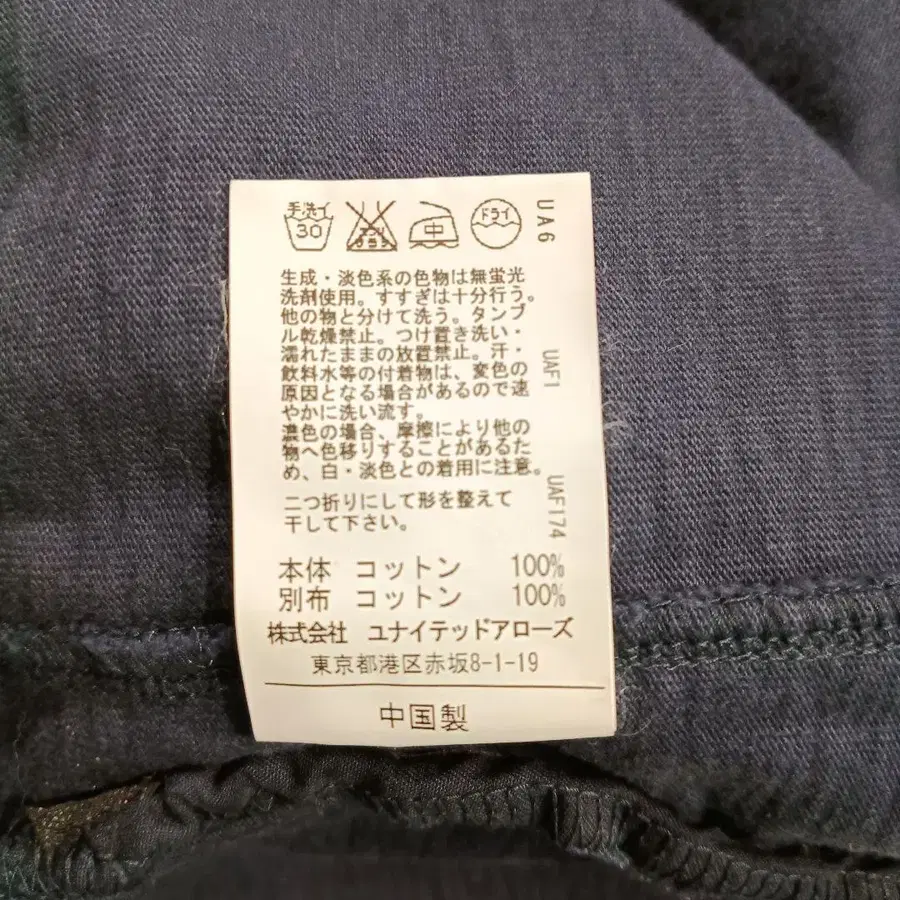 手洗イ
30
エンソ
サラシ
中
ドライ
UA6
生成・淡色系の色物は無蛍光
洗剤使用。すすぎは十分行う。
他の物と分けて洗う。タンブ
ル乾燥禁止。つけ置き洗い・
濡れたままの放置禁止。汗・
飲料水等の付着物は、変色の
原因となる場合があるので速
やかに洗い流す。
濃色の場合、摩擦により他の
物へ色移りすることがあるた
め、白・淡色との着用に注意。
UAF1
二つ折りにして形を整えて
干して下さい。
UAF174
本体 コットン 100%
別布 コットン 100%
株式会社 ユナイテッドアローズ
東京都港区赤坂8-1-19
中国製